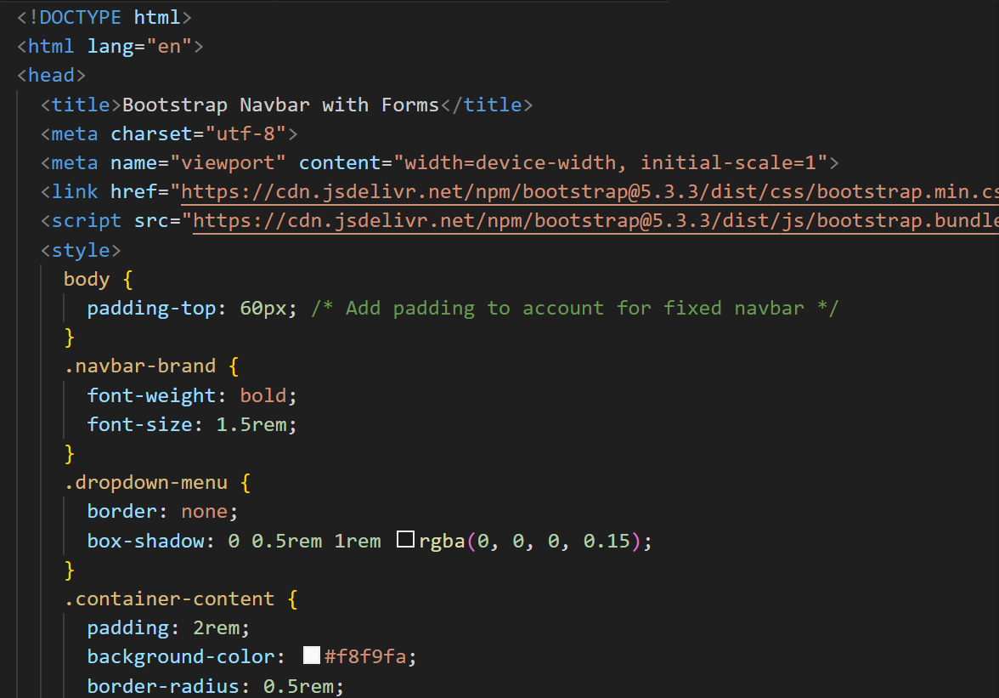 <!DOCTYPE html>
<html lang="en">
<head>
<title>Bootstrap Navbar with Forms</title>
<meta charset="utf-8">
<meta name="viewport" content="width=device-width, initial-scale=1">
<link href="https://cdn.jsdelivr.net/npm/bootstrap@5.3.3/dist/css/bootstrap.min.cs
<script src="https://cdn.jsdelivr.net/npm/bootstrap@5.3.3/dist/js/bootstrap.bundle
<style>
body {
padding-top: 60px; /* Add padding to account for fixed navbar */
}
.navbar-brand {
font-weight: bold;
font-size: 1.5rem;
}
.dropdown-menu {
border: none;
box-shadow: 0 0.5rem 1rem rgba(0, 0, 0, 0.15);
}
.container-content {
padding: 2rem;
background-color: #f8f9fa;
border-radius: 0.5rem;